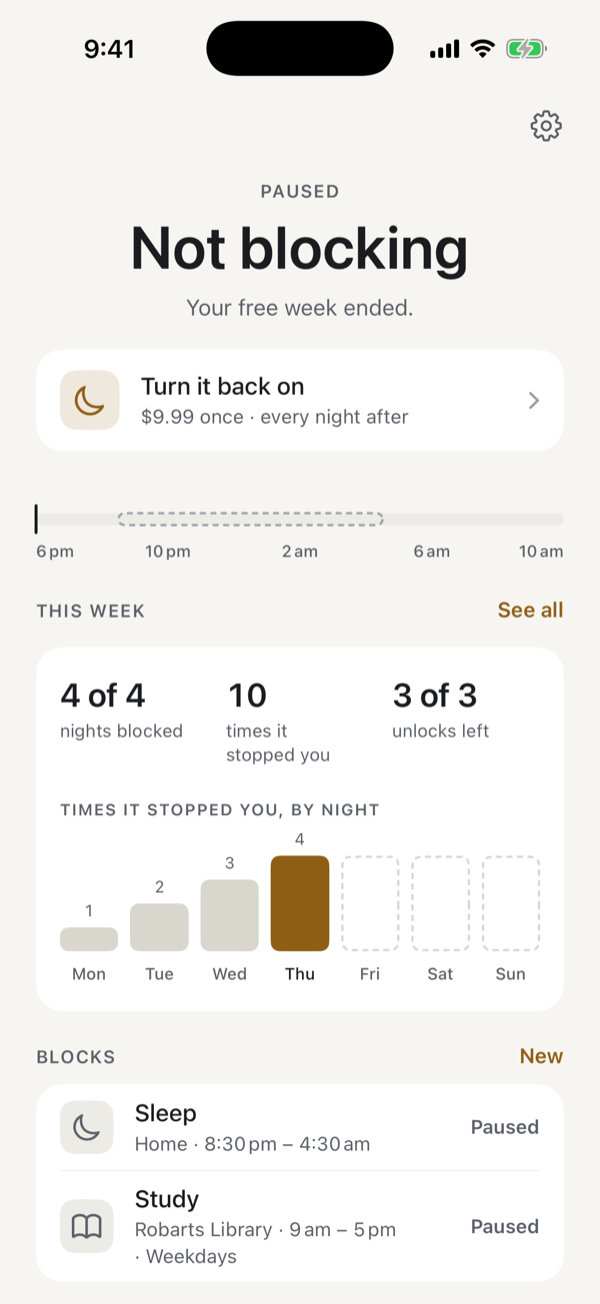 9:41
PAUSED
Not blocking
Your free week ended.
Turn it back on
$9.99 once · every night after
6 pm 10 pm 2 am 6 am 10 am
THIS WEEK See all
4 of 4 10 3 of 3
nights blocked times it unlocks left
stopped you
TIMES IT STOPPED YOU, BY NIGHT
1 2 3 4
Mon Tue Wed Thu Fri Sat Sun
BLOCKS New
Sleep
Home · 8:30 pm – 4:30 am Paused
Study
Robarts Library · 9 am – 5 pm Paused
· Weekdays